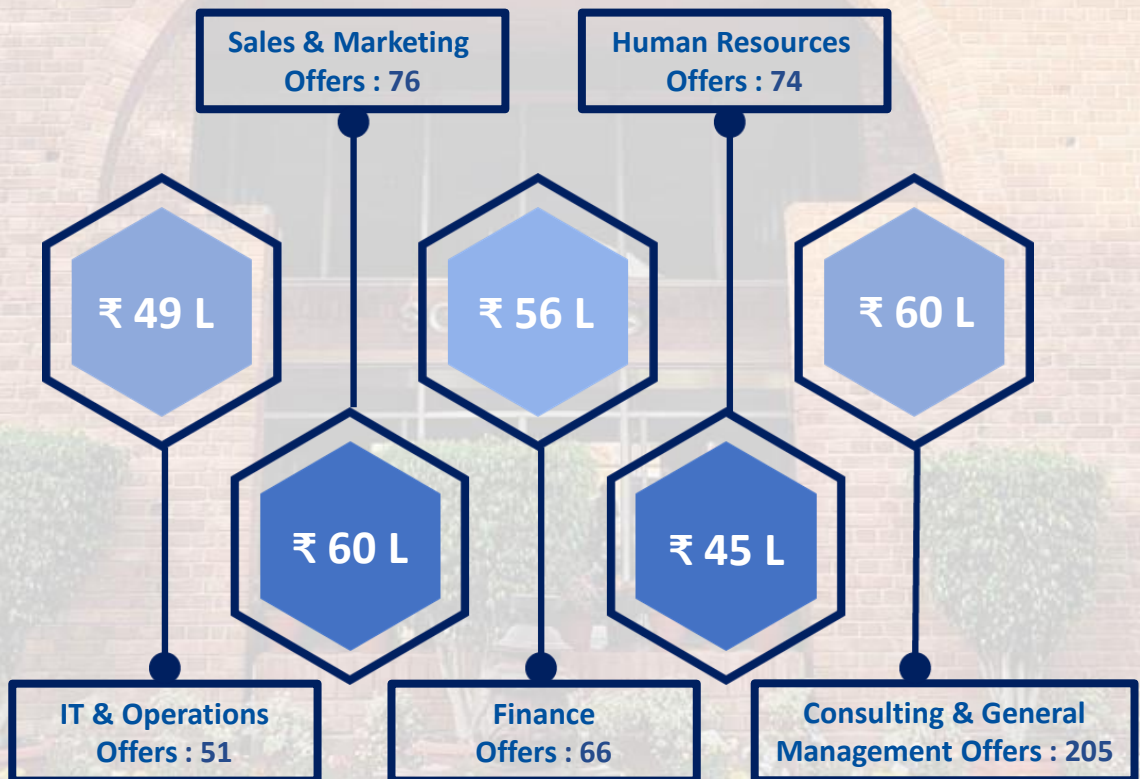 Sales & Marketing
Offers : 76
Human Resources
Offers : 74
₹ 49 L
₹ 56 L
₹ 60 L
₹ 60 L
₹ 45 L
IT & Operations
Offers : 51
Finance
Offers : 66
Consulting & General
Management Offers : 205